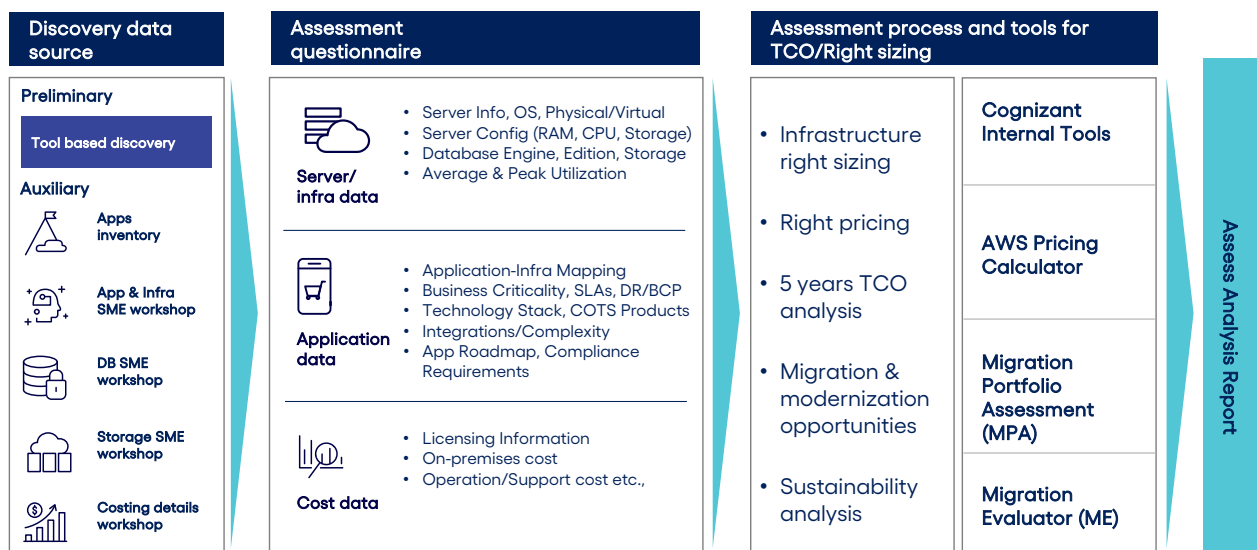 Discovery data
source
Preliminary
Tool based discovery
Auxiliary
Apps
inventory
App & Infra
SME workshop
DB SME
workshop
Storage SME
workshop
Costing details
workshop
Assessment
questionnaire
Server/
infra data
• Server Info, OS, Physical/Virtual
• Server Config (RAM, CPU, Storage)
• Database Engine, Edition, Storage
• Average & Peak Utilization
Application
data
• Application-Infra Mapping
• Business Criticality, SLAs, DR/BCP
• Technology Stack, COTS Products
• Integrations/Complexity
• App Roadmap, Compliance
Requirements
Cost data
• Licensing Information
• On-premises cost
• Operation/Support cost etc.,
Assessment process and tools for
TCO/Right sizing
• Infrastructure
right sizing
• Right pricing
• 5 years TCO
analysis
• Migration &
modernization
opportunities
• Sustainability
analysis
Cognizant
Internal Tools
AWS Pricing
Calculator
Migration
Portfolio
Assessment
(MPA)
Migration
Evaluator (ME)
Assess Analysis Report